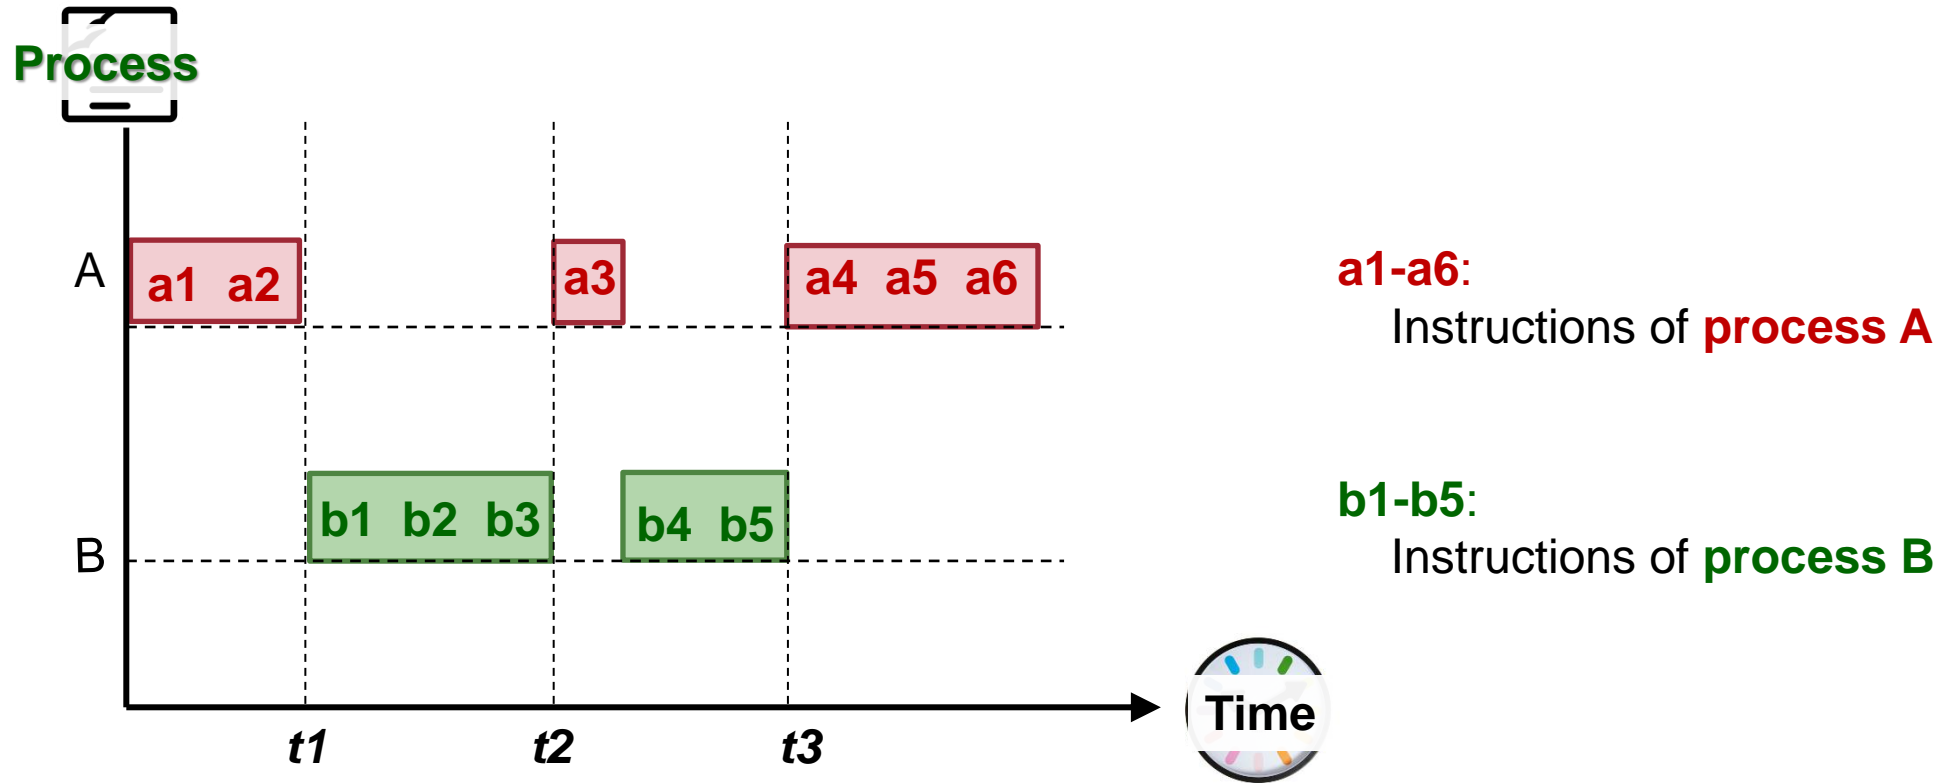 Process
A
a1 a2
a3
a4 a5 a6
a1-a6:
Instructions of process A
B
b1 b2 b3
b4 b5
b1-b5:
Instructions of process B
Time
t1
t2
t3